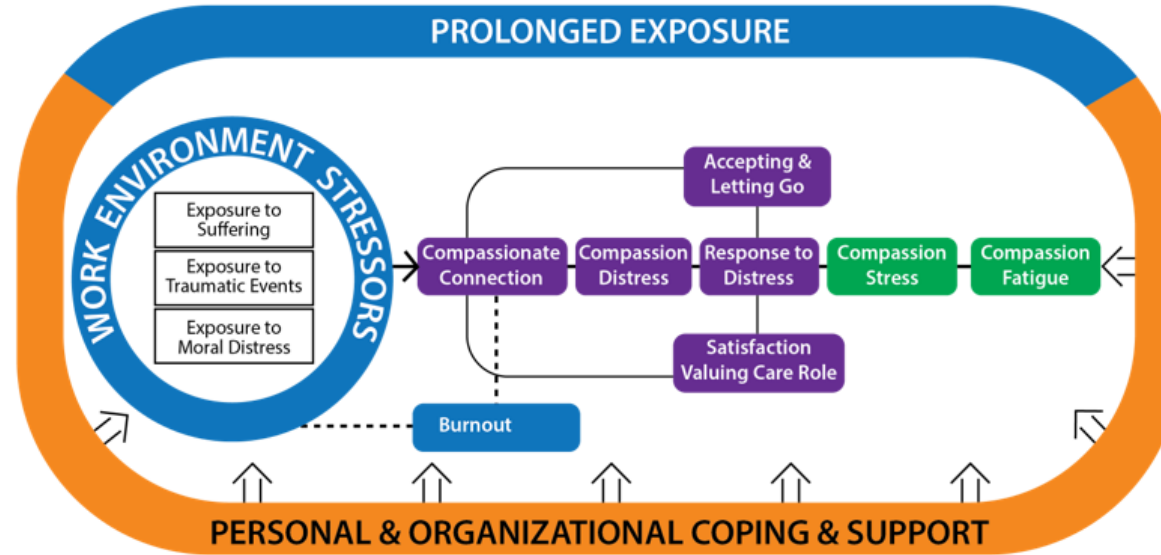 PROLONGED EXPOSURE
WORK ENVIRONMENT STRESSORS
Exposure to
Suffering
Exposure to
Traumatic Events
Exposure to
Moral Distress
Accepting &
Letting Go
Compassionate
Connection
Compassion
Distress
Response to
Distress
Compassion
Stress
Compassion
Fatigue
Satisfaction
Valuing Care Role
Burnout
PERSONAL & ORGANIZATIONAL COPING & SUPPORT